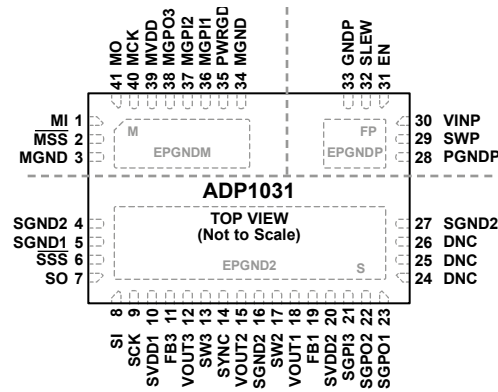 41 MO
40 MCK
39 MVDD
38 MGPO3
37 MGPI2
36 MGPI1
35 PWRGD
34 MGND
33 GNDP
32 SLEW
31 EN
MI 1
MSS 2
MGND 3
M
EPGNDM
FP
EPGNDP
30 VINP
29 SWP
28 PGNDP
ADP1031
TOP VIEW
(Not to Scale)
SGND2 4
SGND1 5
SSS 6
SO 7
EPGND2
S
27 SGND2
26 DNC
25 DNC
24 DNC
SI 8
SCK 9
SVDD1 10
FB3 11
VOUT3 12
SW3 13
SYNC 14
VOUT2 15
SGND2 16
SW2 17
VOUT1 18
FB1 19
SVDD2 20
SGPI3 21
SGPO2 22
SGPO1 23